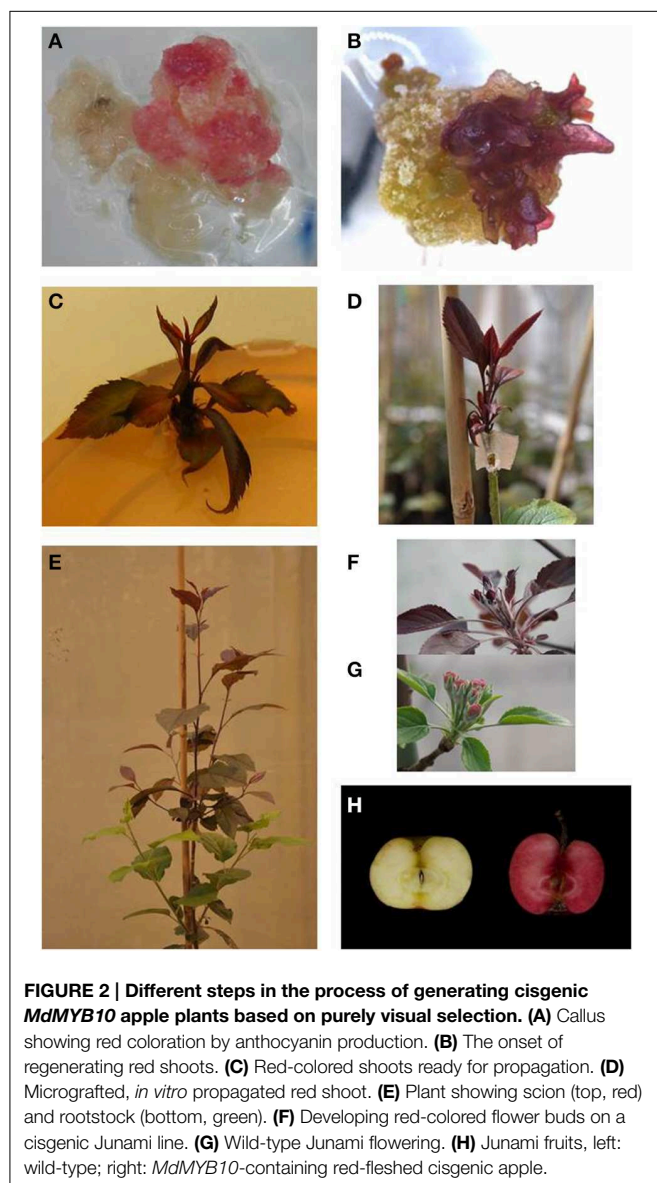 A
B
C
D
E
F
G
H
FIGURE 2 | Different steps in the process of generating cisgenic
MdMYB10 apple plants based on purely visual selection. (A) Callus
showing red coloration by anthocyanin production. (B) The onset of
regenerating red shoots. (C) Red-colored shoots ready for propagation. (D)
Micrografted, in vitro propagated red shoot. (E) Plant showing scion (top, red)
and rootstock (bottom, green). (F) Developing red-colored flower buds on a
cisgenic Junami line. (G) Wild-type Junami flowering. (H) Junami fruits, left:
wild-type; right: MdMYB10-containing red-fleshed cisgenic apple.